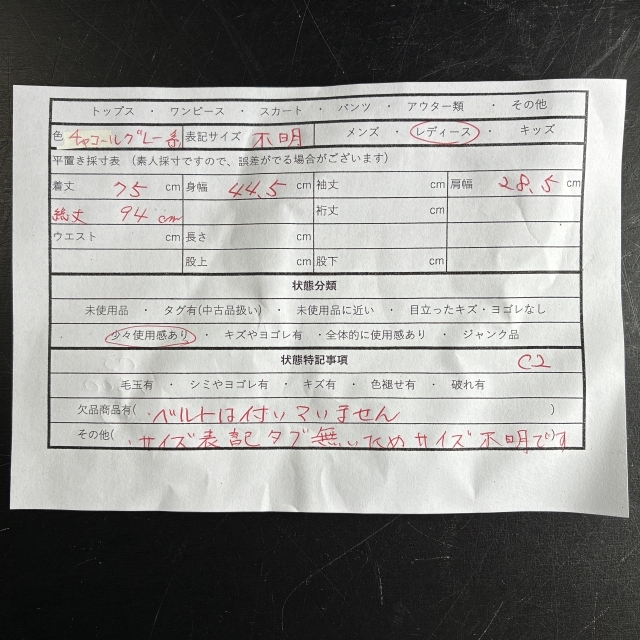 トップス ・ ワンピース ・ スカート ・ パンツ ・ アウター類 ・ その他
色 チャコールグレー系 表記サイズ 不明 メンズ ・ レディース ・ キッズ
平置き採寸表 (素人採寸ですので、誤差がでる場合がございます)
着丈 75 cm 身幅 44.5 cm 袖丈 cm 肩幅 28.5 cm
総丈 94 cm 裄丈 cm
ウエスト cm 長さ cm
股上 cm 股下 cm
状態分類
未使用品 ・ タグ有(中古品扱い) ・ 未使用品に近い ・ 目立ったキズ・ヨゴレなし
少々使用感あり ・ キズやヨゴレ有 ・全体的に使用感あり ・ ジャンク品
状態特記事項 C2
毛玉有 ・ シミやヨゴレ有 ・ キズ有 ・ 色褪せ有 ・ 破れ有
欠品商品有( ・ベルトは付いていません )
その他( ・サイズ表記タブ無いためサイズ不明です